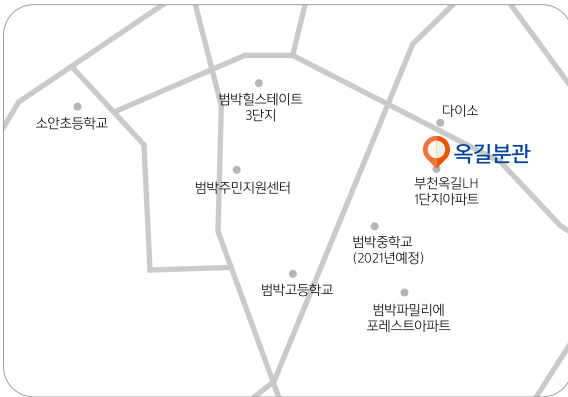 범박힐스테이트
3단지
다이소
소안초등학교
옥길분관
범박주민지원센터
부천옥길LH
1단지아파트
범박중학교
(2021년예정)
범박고등학교
범박파밀리에
포레스트아파트